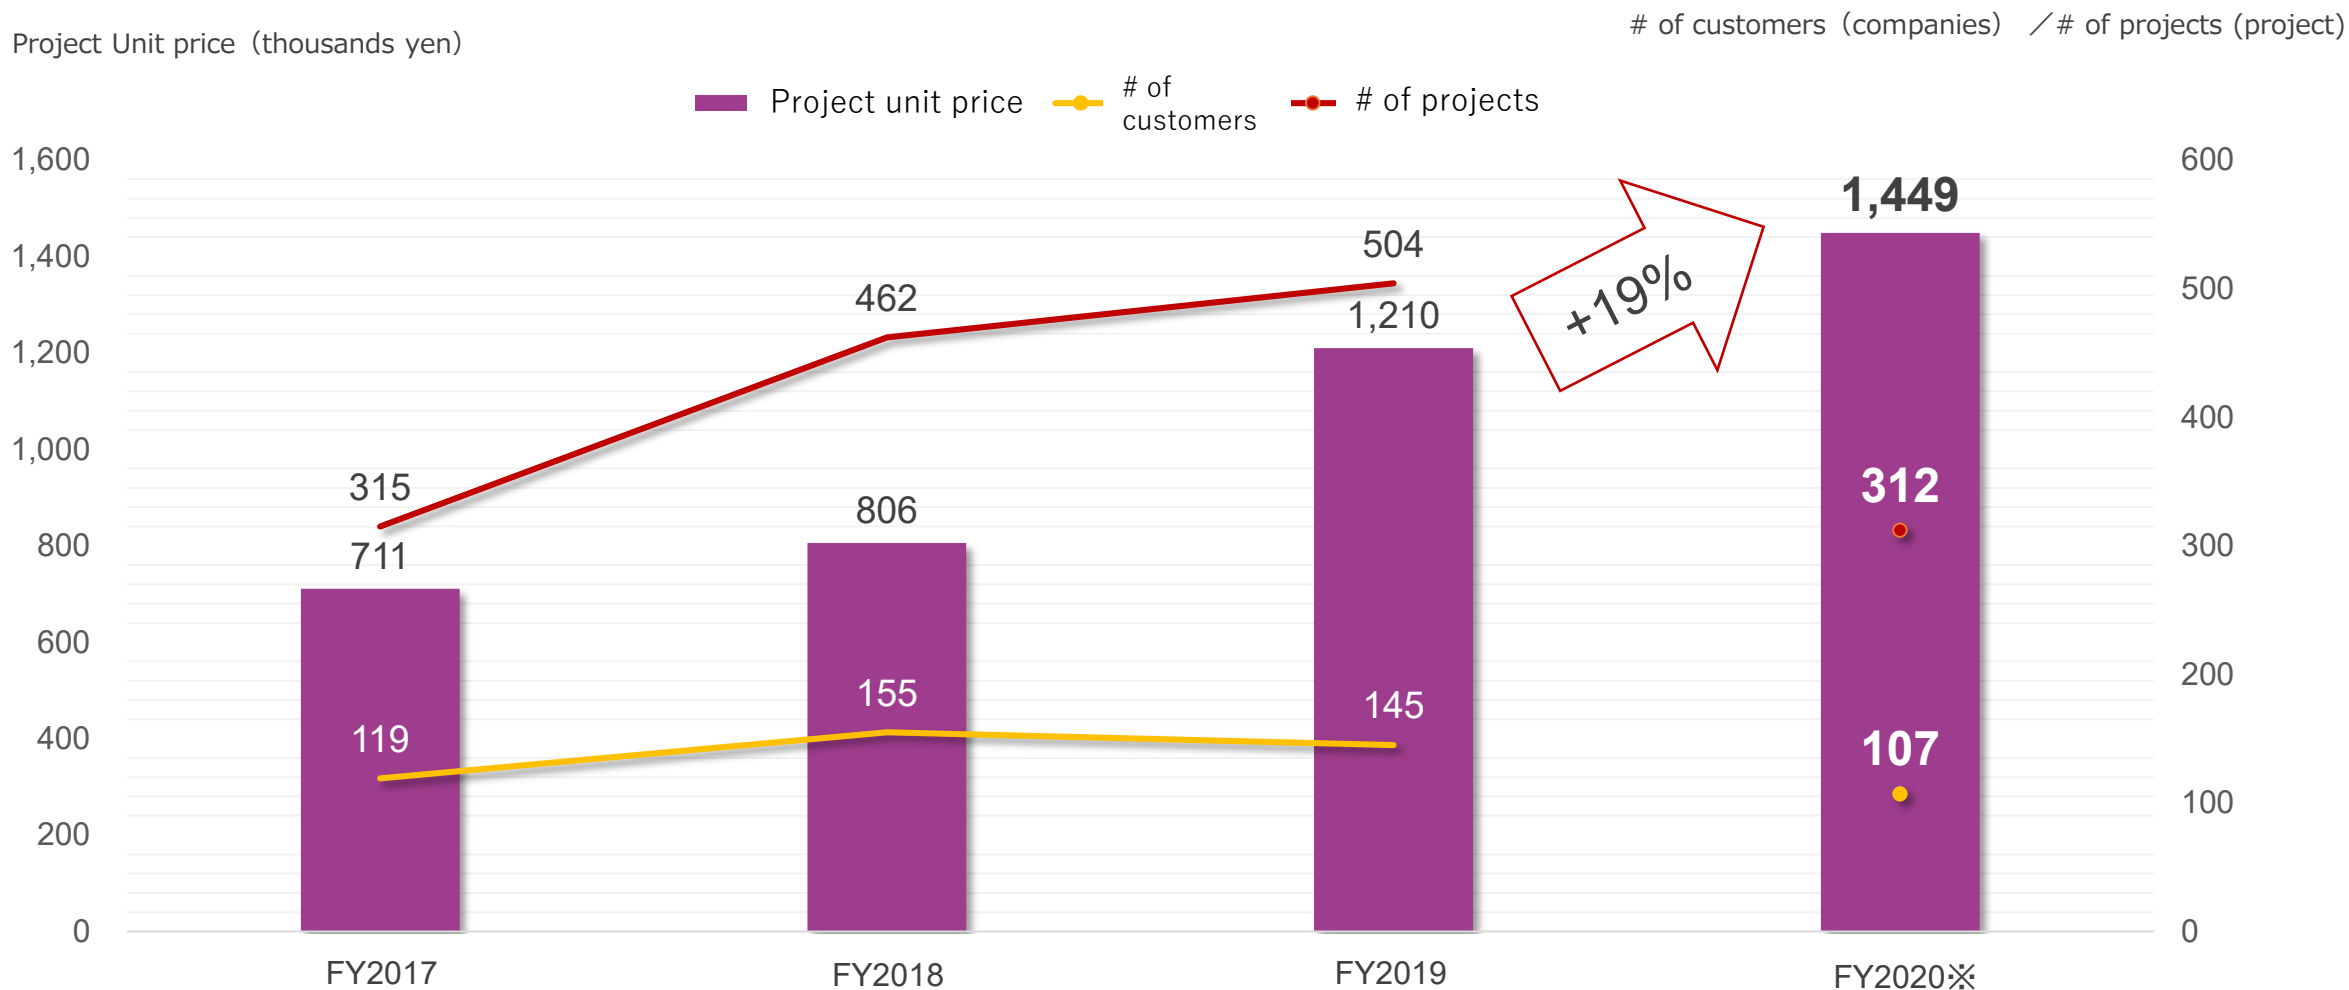 Project Unit price（thousands yen）
# of customers（companies）／# of projects (project)
Project unit price
# of
customers
# of projects
1,600
1,400
1,200
1,000
800
600
400
200
0
600
500
400
300
200
100
0
315
711
119
462
806
155
504
1,210
145
+19%
1,449
312
107
FY2017
FY2018
FY2019
FY2020※